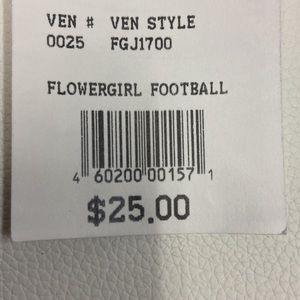 VEN # VEN STYLE
0025 FGJ1700
FLOWERGIRL FOOTBALL
4 60200 00157 1
$25.00